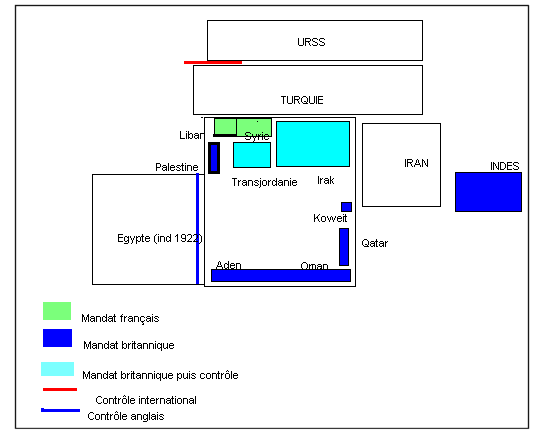 URSS
TURQUIE
Liban
Syrie
Palestine
Transjordanie
Irak
IRAN
INDES
Koweit
Egypte (ind 1922)
Qatar
Aden
Oman
Mandat français
Mandat britannique
Mandat britannique puis contrôle
Contrôle international
Contrôle anglais